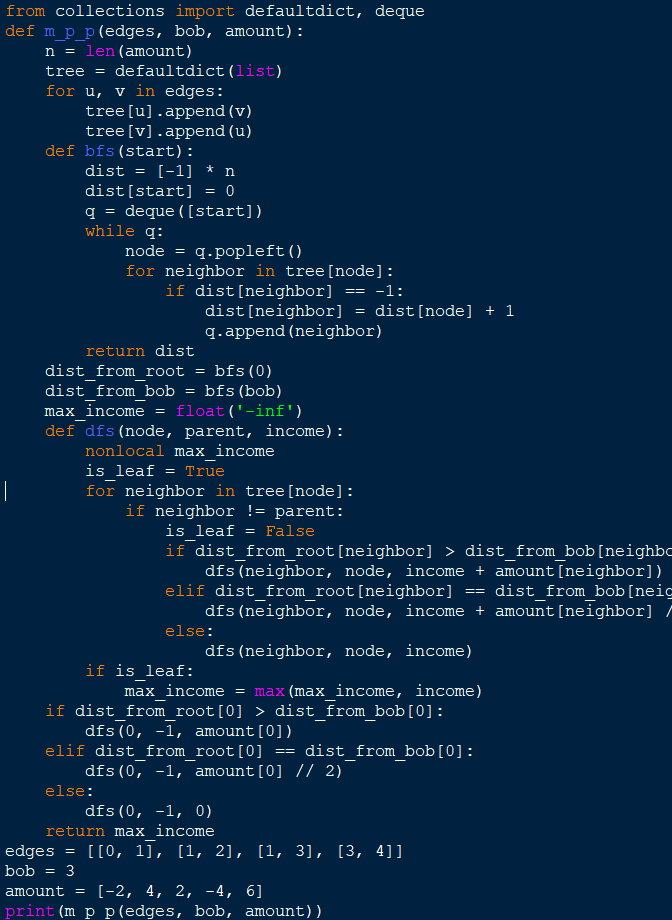 from collections import defaultdict, deque
def m_p_p(edges, bob, amount):
    n = len(amount)
    tree = defaultdict(list)
    for u, v in edges:
        tree[u].append(v)
        tree[v].append(u)
    def bfs(start):
        dist = [-1] * n
        dist[start] = 0
        q = deque([start])
        while q:
            node = q.popleft()
            for neighbor in tree[node]:
                if dist[neighbor] == -1:
                    dist[neighbor] = dist[node] + 1
                    q.append(neighbor)
        return dist
    dist_from_root = bfs(0)
    dist_from_bob = bfs(bob)
    max_income = float('-inf')
    def dfs(node, parent, income):
        nonlocal max_income
        is_leaf = True
        for neighbor in tree[node]:
            if neighbor != parent:
                is_leaf = False
                if dist_from_root[neighbor] > dist_from_bob[neighbo
                    dfs(neighbor, node, income + amount[neighbor])
                elif dist_from_root[neighbor] == dist_from_bob[neig
                    dfs(neighbor, node, income + amount[neighbor] /
                else:
                    dfs(neighbor, node, income)
        if is_leaf:
            max_income = max(max_income, income)
    if dist_from_root[0] > dist_from_bob[0]:
        dfs(0, -1, amount[0])
    elif dist_from_root[0] == dist_from_bob[0]:
        dfs(0, -1, amount[0] // 2)
    else:
        dfs(0, -1, 0)
    return max_income
edges = [[0, 1], [1, 2], [1, 3], [3, 4]]
bob = 3
amount = [-2, 4, 2, -4, 6]
print(m_p_p(edges, bob, amount))